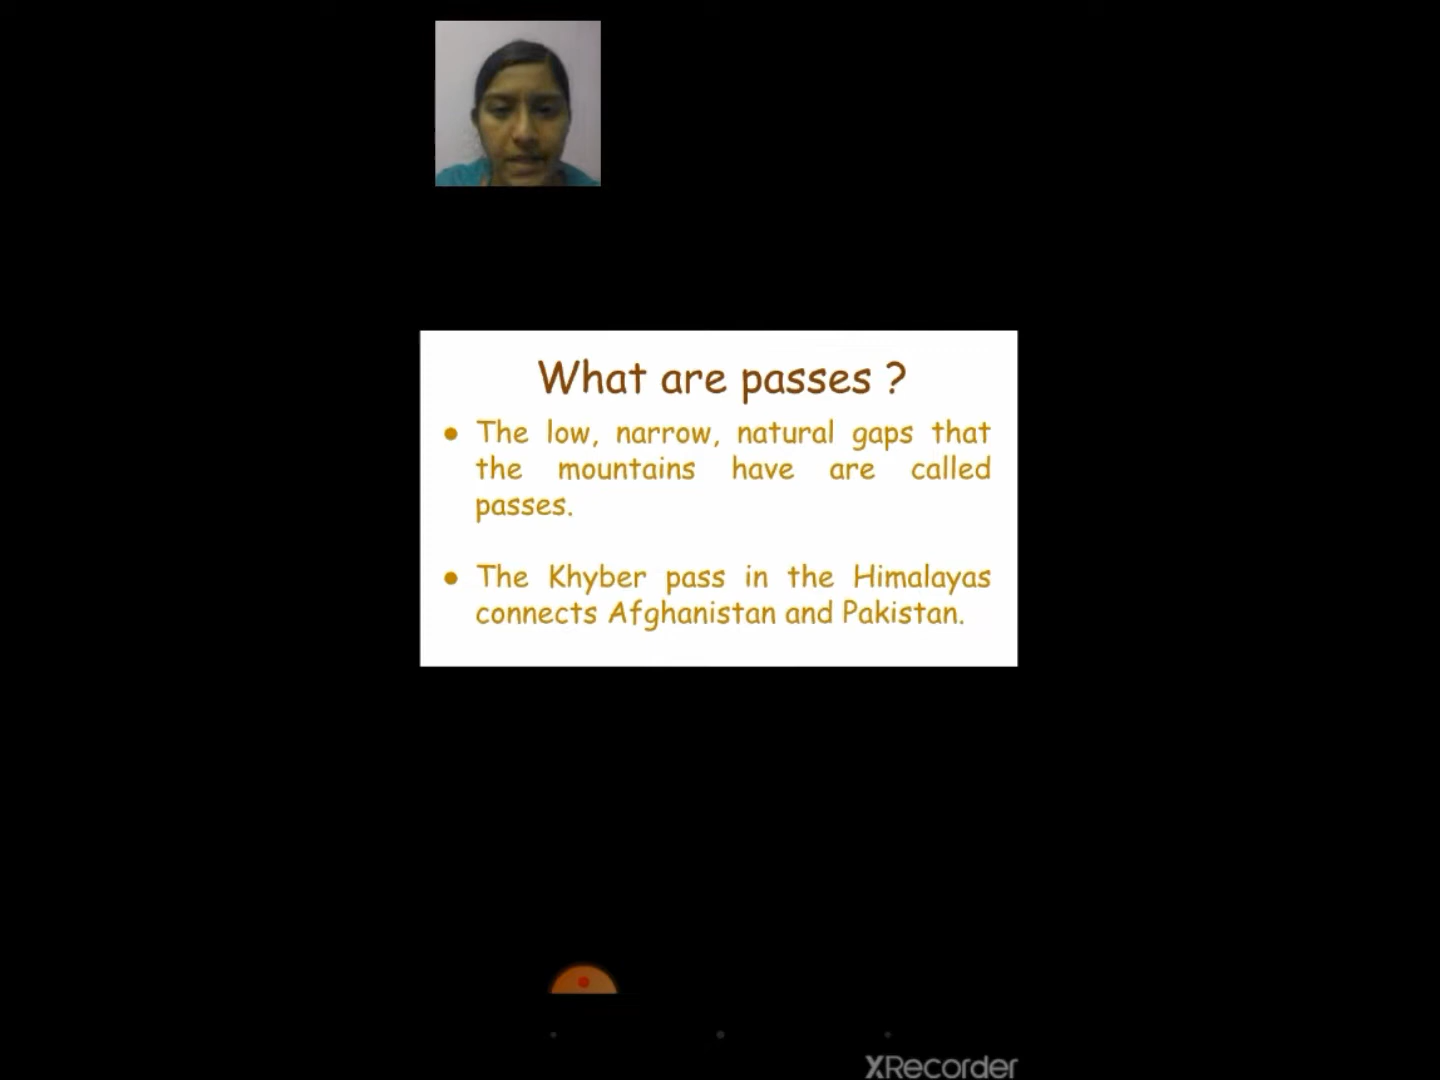 What are passes ?
● The low, narrow, natural gaps that
the mountains have are called
passes.
● The Khyber pass in the Himalayas
connects Afghanistan and Pakistan.
XRecorder